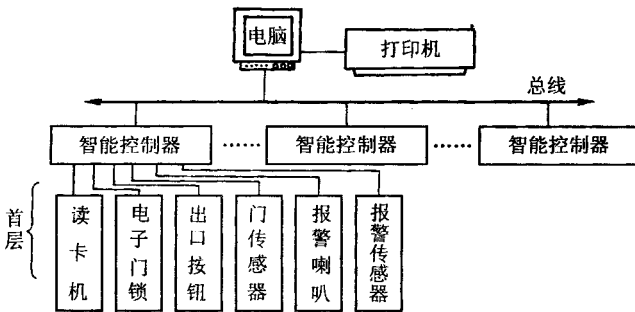 电脑
打印机
总线
智能控制器 …… 智能控制器 …… 智能控制器
首层
读卡机
电子门锁
出口按钮
门传感器
报警喇叭
报警传感器